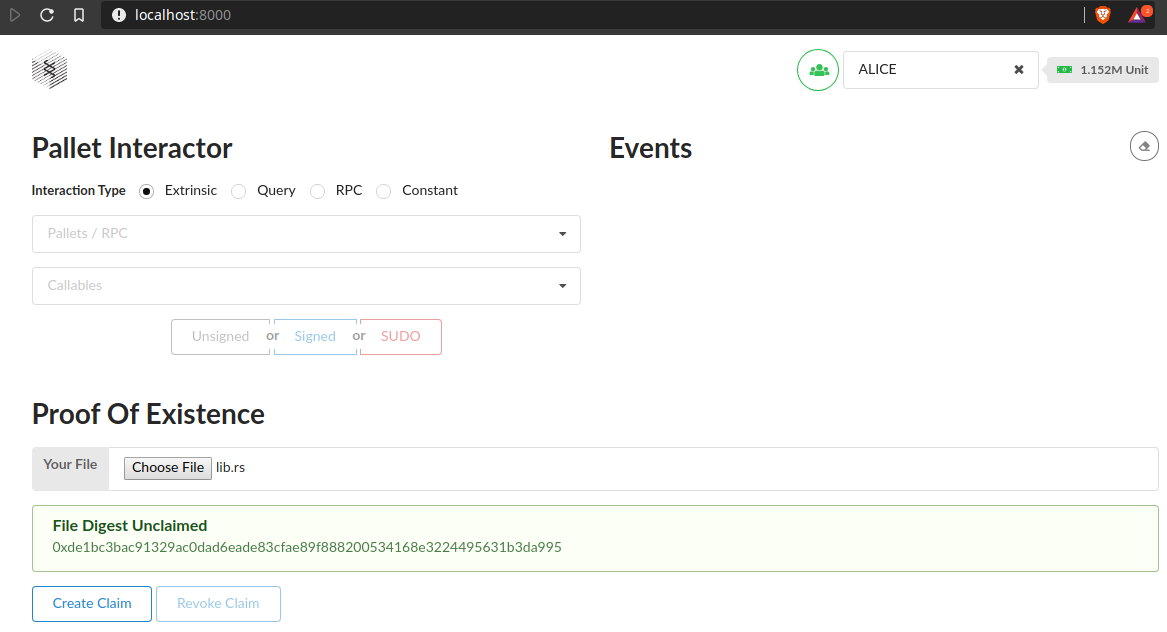 localhost:8000
2
ALICE
1.152M Unit
Pallet Interactor
Events
Interaction Type Extrinsic Query RPC Constant
Pallets / RPC
Callables
Unsigned or Signed or SUDO
Proof Of Existence
Your File Choose File lib.rs
File Digest Unclaimed
0xde1bc3bac91329ac0dad6eade83cfae89f888200534168e3224495631b3da995
Create Claim Revoke Claim